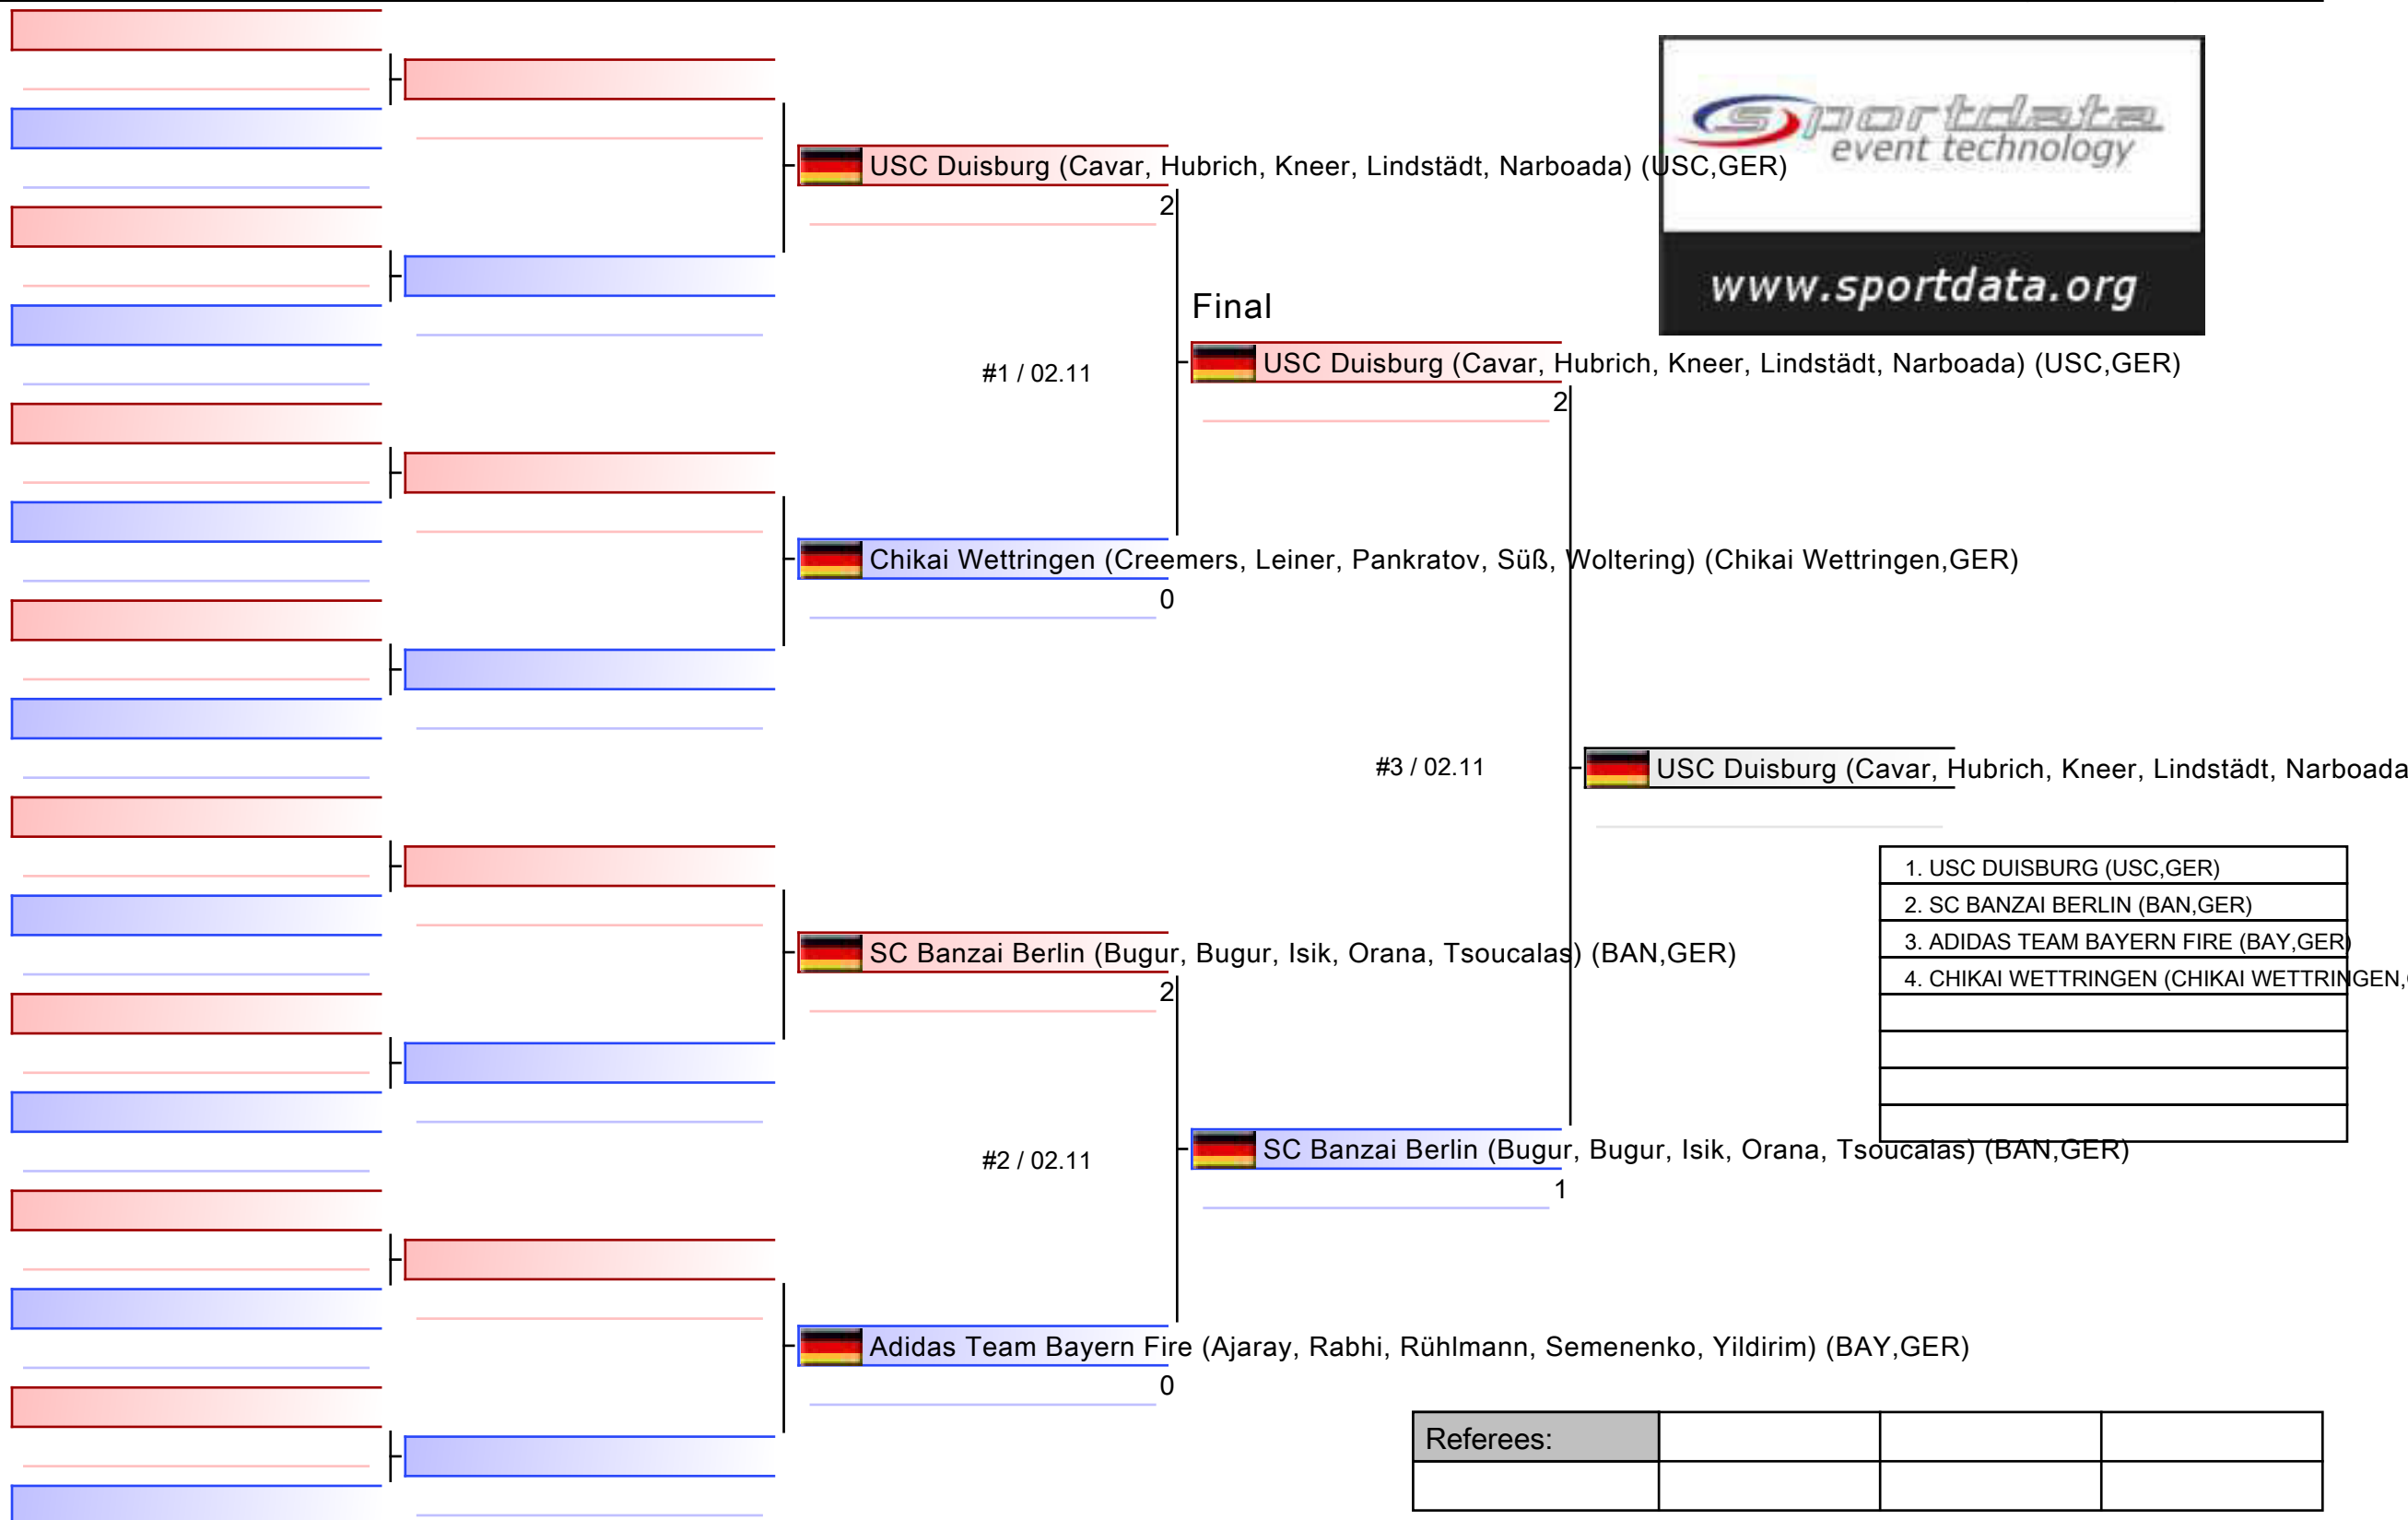 sportdata
event technology
www.sportdata.org
USC Duisburg (Cavar, Hubrich, Kneer, Lindstädt, Narboada) (USC,GER)
2
Final
#1 / 02.11
USC Duisburg (Cavar, Hubrich, Kneer, Lindstädt, Narboada) (USC,GER)
2
Chikai Wettringen (Creemers, Leiner, Pankratov, Süß, Woltering) (Chikai Wettringen,GER)
0
#3 / 02.11
USC Duisburg (Cavar, Hubrich, Kneer, Lindstädt, Narboada
1. USC DUISBURG (USC,GER)
2. SC BANZAI BERLIN (BAN,GER)
3. ADIDAS TEAM BAYERN FIRE (BAY,GER)
4. CHIKAI WETTRINGEN (CHIKAI WETTRINGEN,
SC Banzai Berlin (Bugur, Bugur, Isik, Orana, Tsoucalas) (BAN,GER)
2
#2 / 02.11
SC Banzai Berlin (Bugur, Bugur, Isik, Orana, Tsoucalas) (BAN,GER)
1
Adidas Team Bayern Fire (Ajaray, Rabhi, Rühlmann, Semenenko, Yildirim) (BAY,GER)
0
Referees: